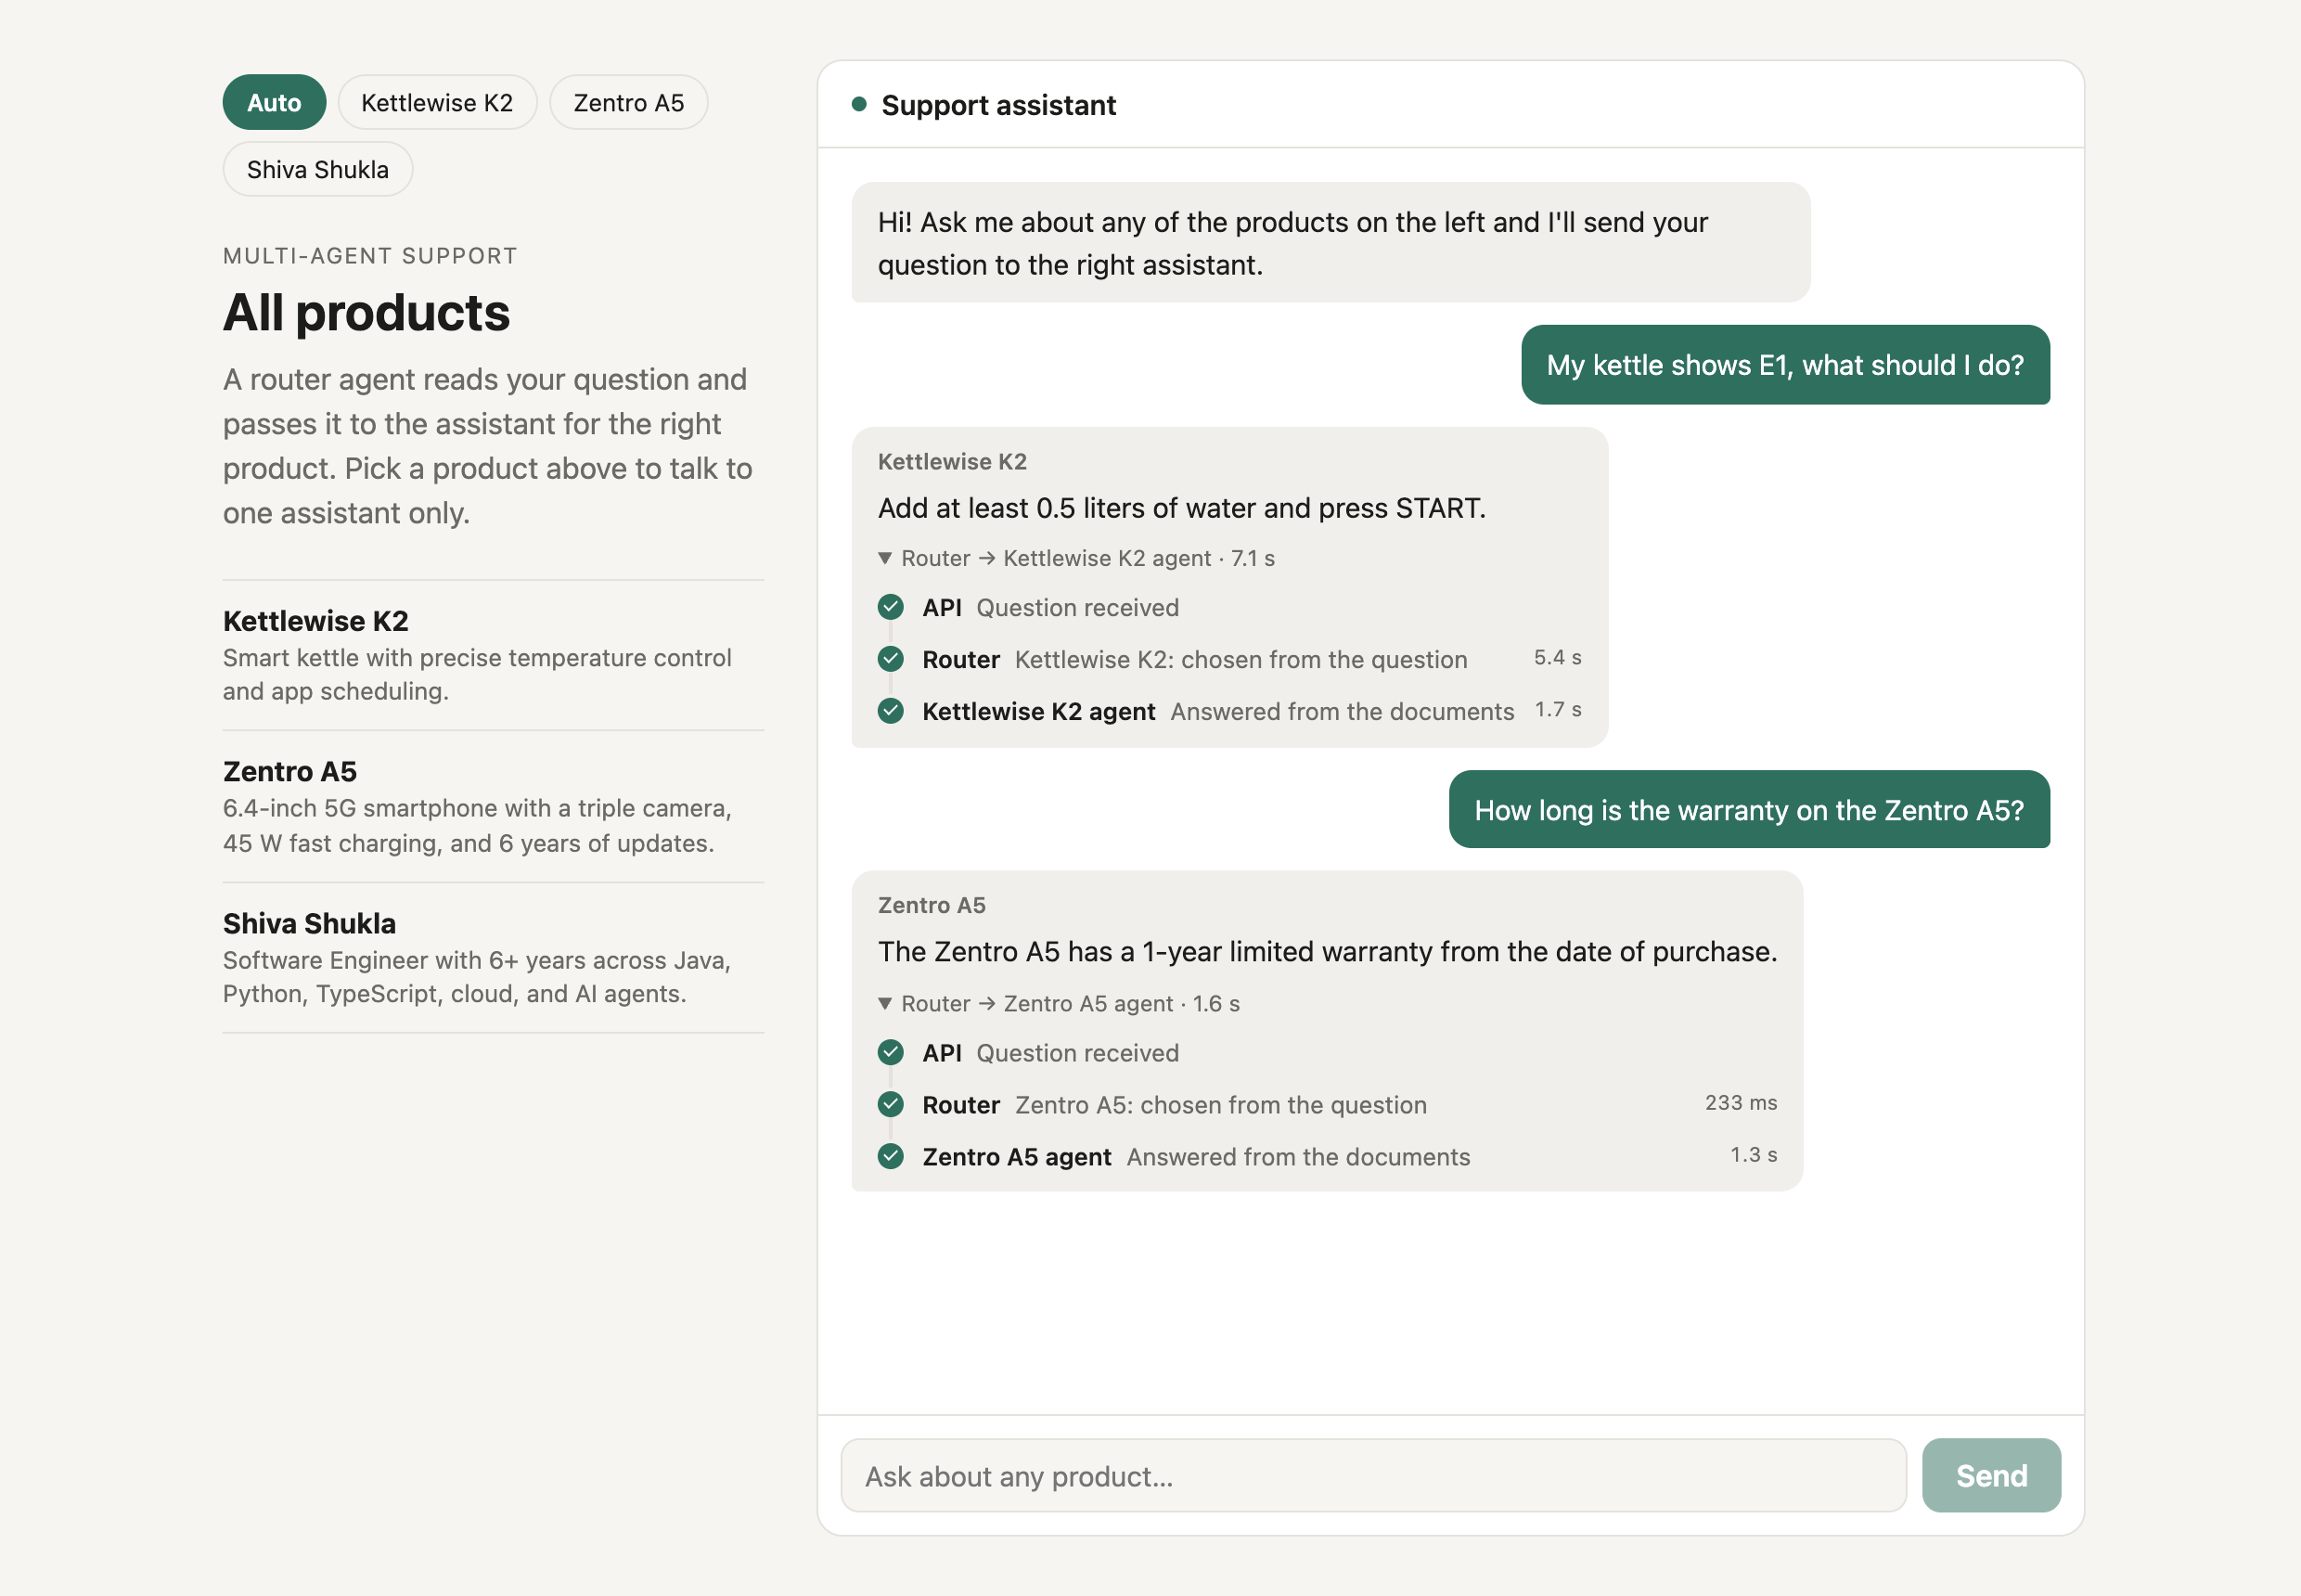 Auto
Kettlewise K2
Zentro A5
Shiva Shukla
MULTI-AGENT SUPPORT
All products
A router agent reads your question and
passes it to the assistant for the right
product. Pick a product above to talk to
one assistant only.
Kettlewise K2
Smart kettle with precise temperature control
and app scheduling.
Zentro A5
6.4-inch 5G smartphone with a triple camera,
45 W fast charging, and 6 years of updates.
Shiva Shukla
Software Engineer with 6+ years across Java,
Python, TypeScript, cloud, and AI agents.
Support assistant
Hi! Ask me about any of the products on the left and I'll send your
question to the right assistant.
My kettle shows E1, what should I do?
Kettlewise K2
Add at least 0.5 liters of water and press START.
▼ Router → Kettlewise K2 agent · 7.1 s
API Question received
Router Kettlewise K2: chosen from the question 5.4 s
Kettlewise K2 agent Answered from the documents 1.7 s
How long is the warranty on the Zentro A5?
Zentro A5
The Zentro A5 has a 1-year limited warranty from the date of purchase.
▼ Router → Zentro A5 agent · 1.6 s
API Question received
Router Zentro A5: chosen from the question 233 ms
Zentro A5 agent Answered from the documents 1.3 s
Ask about any product...
Send